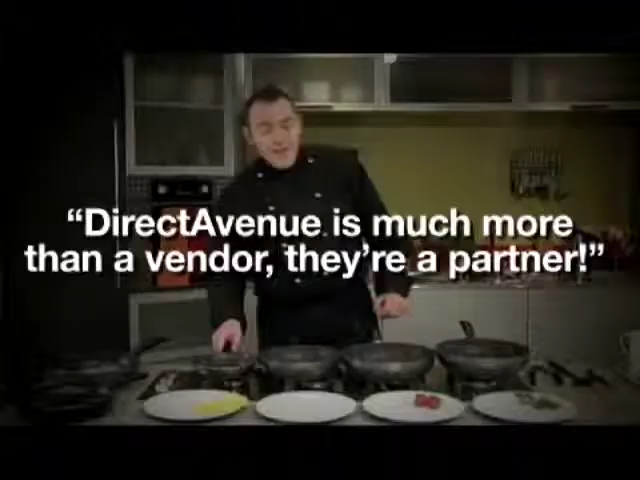 “DirectAvenue is much more
than a vendor, they’re a partner!”